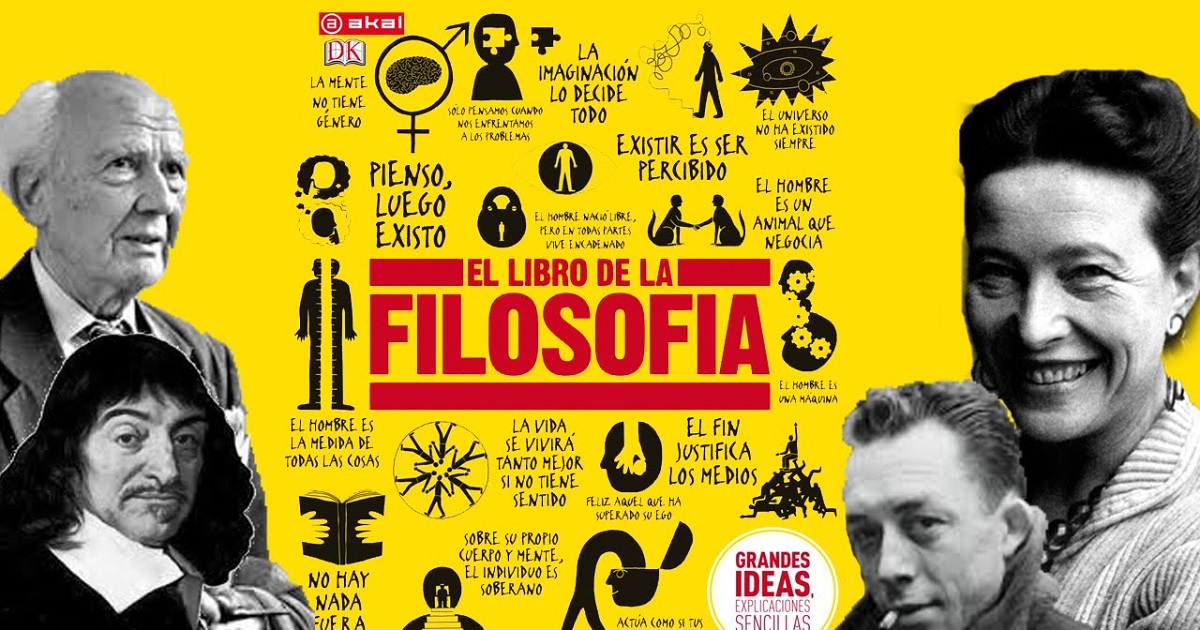 akal
DK
LA MENTE
NO TIENE
GÉNERO
SÓLO PENSAMOS CUANDO
NOS ENFRENTAMOS
A LOS PROBLEMAS
LA
IMAGINACIÓN
LO DECIDE
TODO
EL UNIVERSO
NO HA EXISTIDO
SIEMPRE
PIENSO,
LUEGO
EXISTO
EXISTIR ES SER
PERCIBIDO
EL HOMBRE NACIÓ LIBRE,
PERO EN TODAS PARTES
VIVE ENCADENADO
EL HOMBRE
ES UN
ANIMAL QUE
NEGOCIA
EL LIBRO DE LA
FILOSOFIA
EL HOMBRE ES
UNA MÁQUINA
EL HOMBRE ES
LA MEDIDA DE
TODAS LAS COSAS
LA VIDA
SE VIVIRÁ
TANTO MEJOR
SI NO TIENE
SENTIDO
EL FIN
JUSTIFICA
LOS MEDIOS
FELIZ AQUEL QUE HA
SUPERADO SU EGO
SOBRE SU PROPIO
CUERPO Y MENTE,
EL INDIVIDUO ES
SOBERANO
NO HAY
NADA
FUERA
ACTÚA COMO SI TUS
GRANDES
IDEAS,
EXPLICACIONES
SENCILLAS